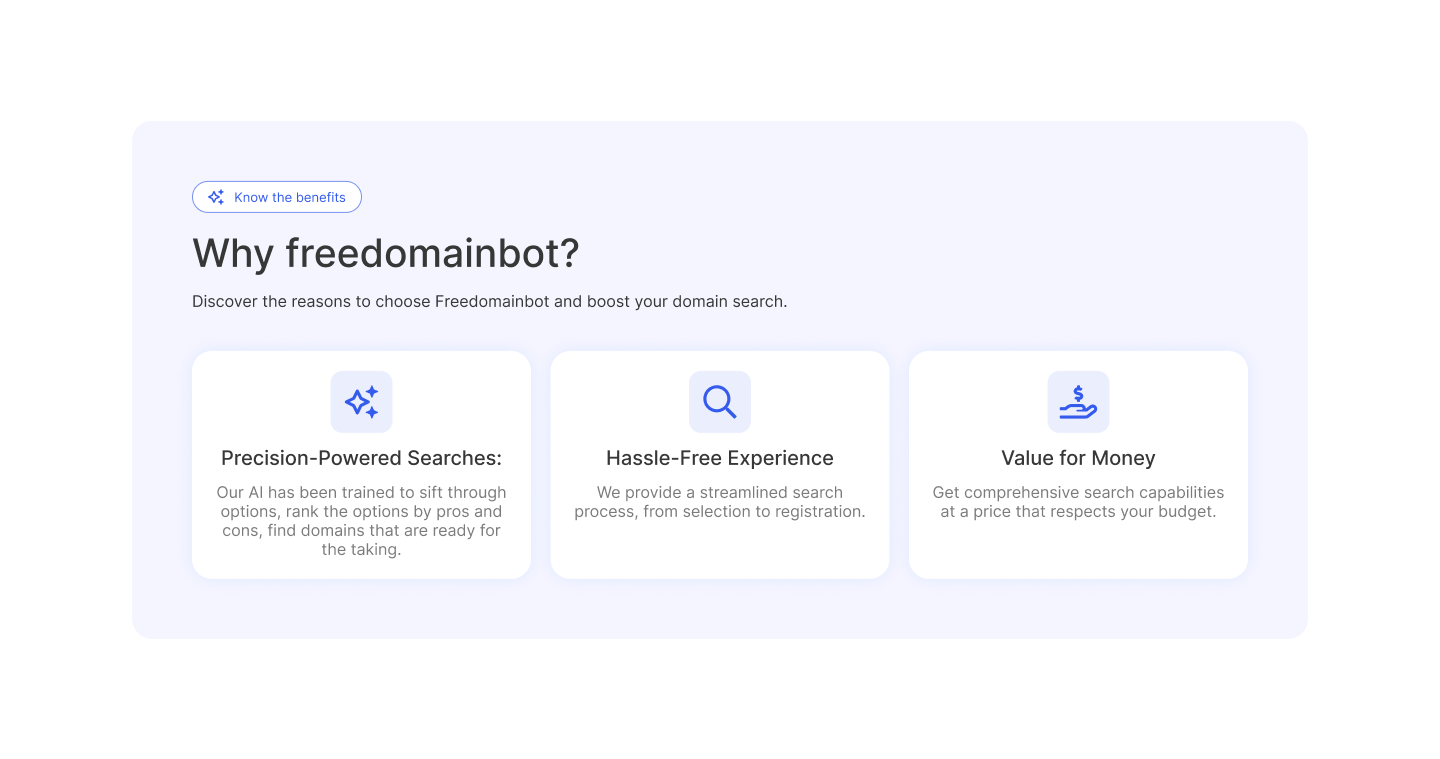 Know the benefits
Why freedomainbot?
Discover the reasons to choose Freedomainbot and boost your domain search.
Precision-Powered Searches:
Our AI has been trained to sift through
options, rank the options by pros and
cons, find domains that are ready for
the taking.
Hassle-Free Experience
We provide a streamlined search
process, from selection to registration.
Value for Money
Get comprehensive search capabilities
at a price that respects your budget.